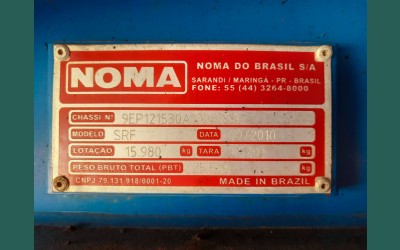 NOMA
NOMA DO BRASIL S/A
SARANDI / MARINGA - PR - BRASIL
FONE: 55 (44) 3264-8000
CHASSI N°
MODELO SRF DATA /2010
LOTAÇÃO 15 980 kg TARA kg
PESO BRUTO TOTAL (PBT) kg
CNPJ 79.131.918/0001-20 MADE IN BRAZIL